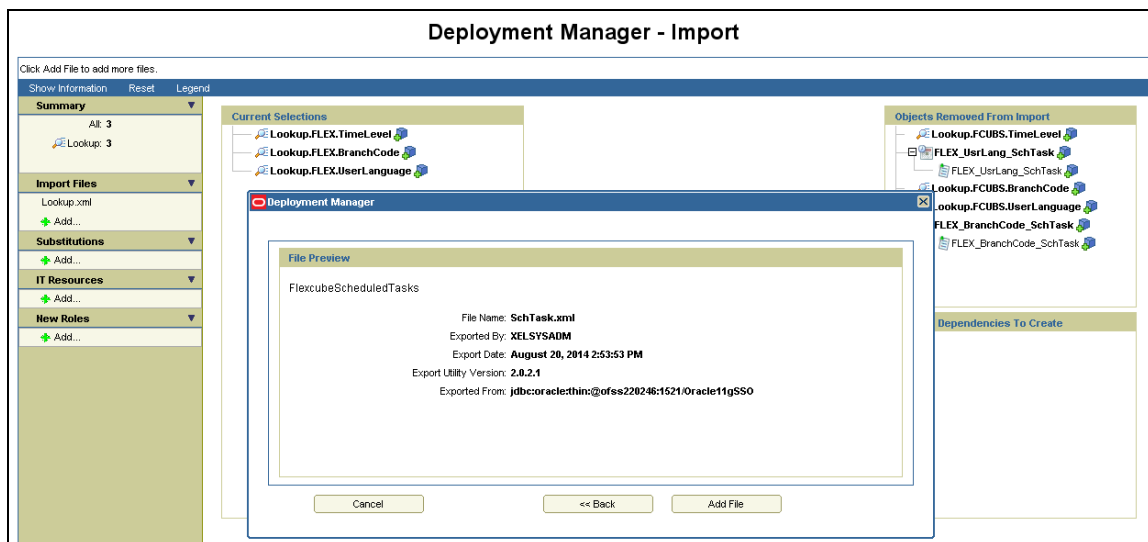 Deployment Manager - Import
Click Add File to add more files.
Show Information Reset Legend
Summary
All: 3
Lookup: 3
Import Files
Lookup.xml
Add...
Substitutions
Add...
IT Resources
Add...
New Roles
Add...
Current Selections
Lookup.FLEX.TimeLevel
Lookup.FLEX.BranchCode
Lookup.FLEX.UserLanguage
Objects Removed From Import
Lookup.FCUBS.TimeLevel
FLEX_UsrLang_SchTask
FLEX_UsrLang_SchTask
Lookup.FCUBS.BranchCode
ookup.FCUBS.UserLanguage
FLEX_BranchCode_SchTask
FLEX_BranchCode_SchTask
Dependencies To Create
Deployment Manager
File Preview
FlexcubeScheduledTasks
File Name: SchTask.xml
Exported By: XELSYSADM
Export Date: August 20, 2014 2:53:53 PM
Export Utility Version: 2.0.2.1
Exported From: jdbc:oracle:thin:@ofss220246:1521/Oracle11gSSO
Cancel
<< Back
Add File